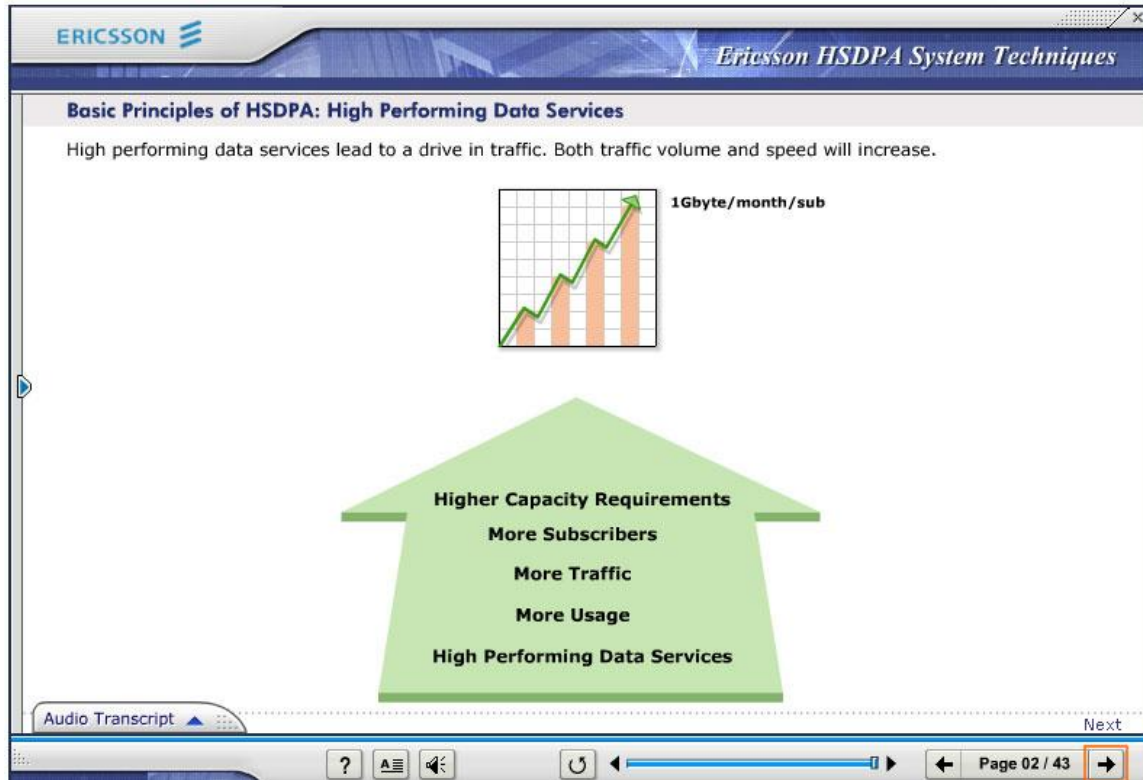 ERICSSON
Ericsson HSDPA System Techniques
Basic Principles of HSDPA: High Performing Data Services
High performing data services lead to a drive in traffic. Both traffic volume and speed will increase.
1Gbyte/month/sub
Higher Capacity Requirements
More Subscribers
More Traffic
More Usage
High Performing Data Services
Audio Transcript
Next
? A
Page 02 / 43